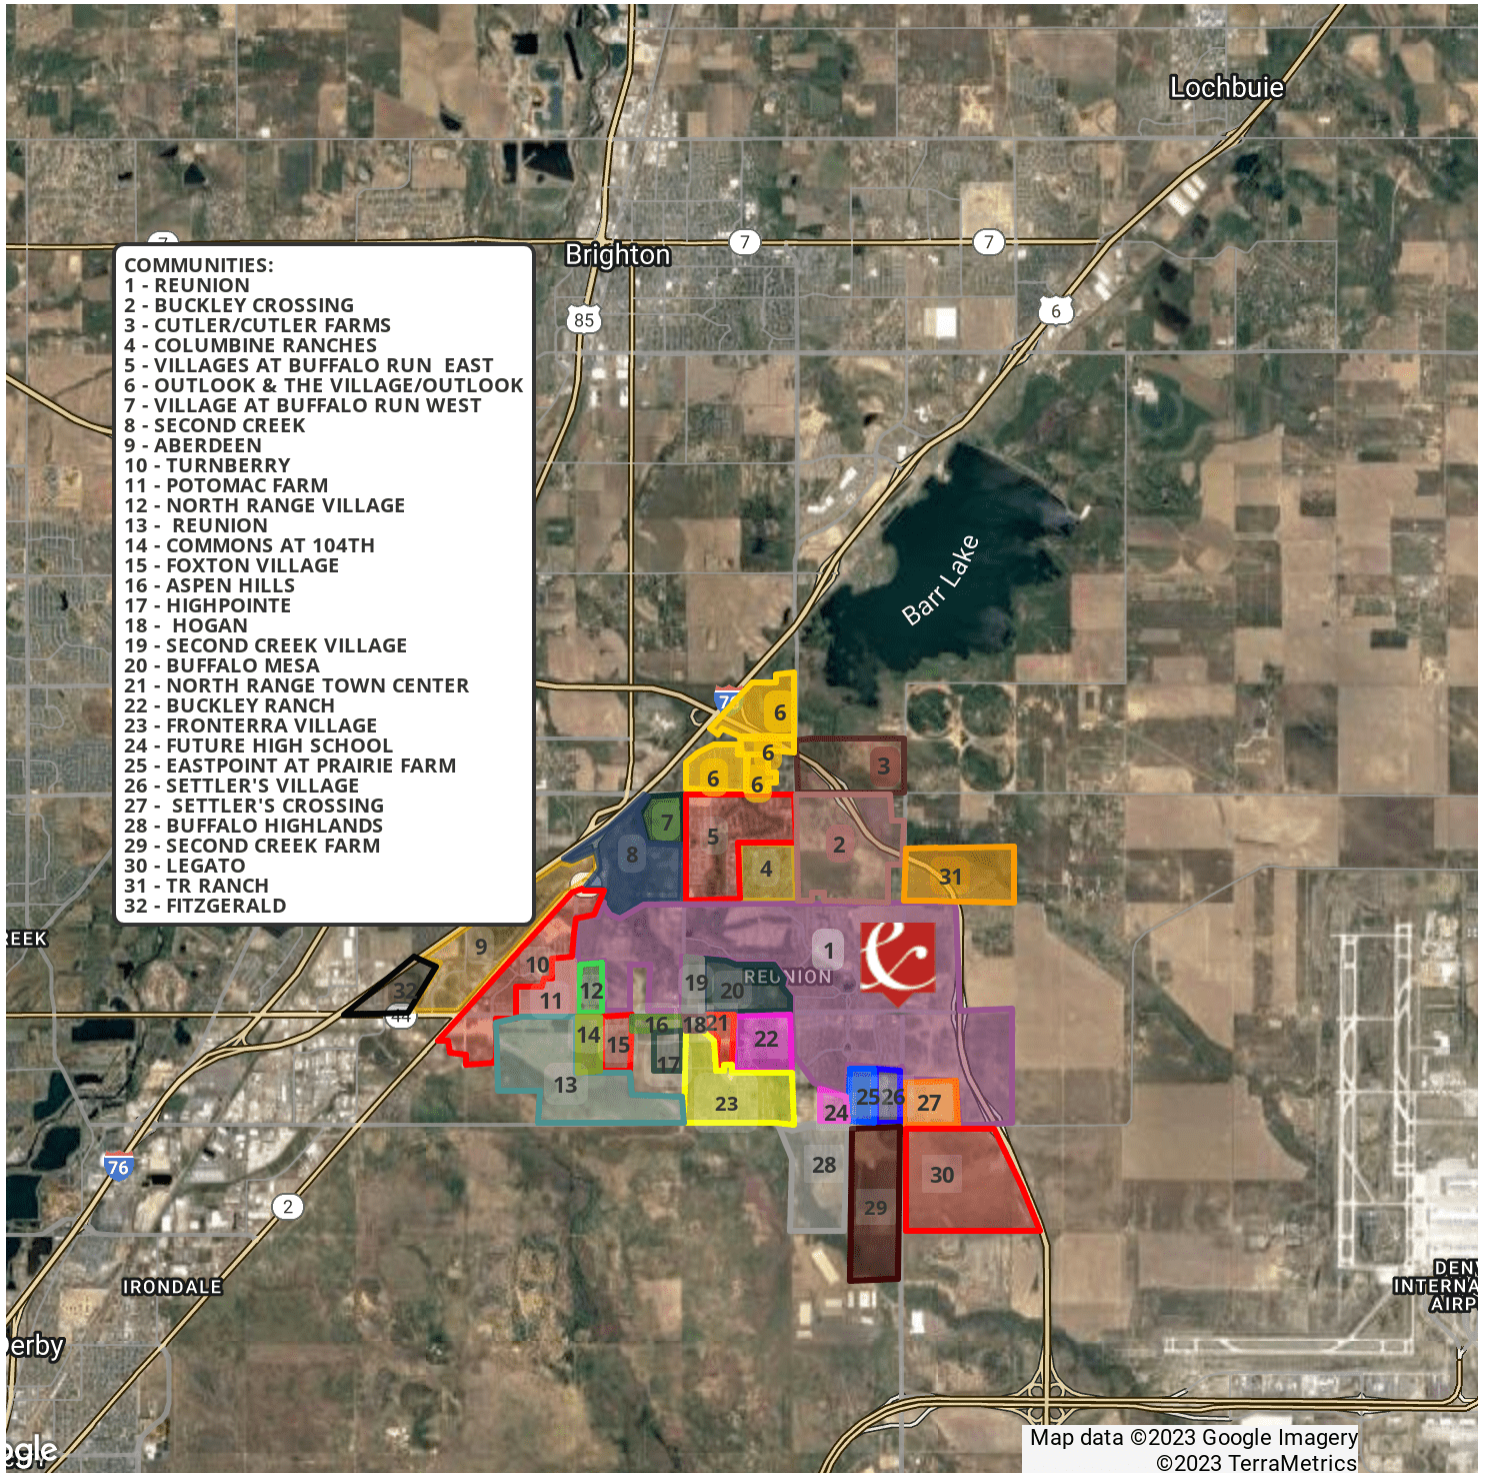 Lochbuie
7
Brighton
7
7
85
6
COMMUNITIES:
1 - REUNION
2 - BUCKLEY CROSSING
3 - CUTLER/CUTLER FARMS
4 - COLUMBINE RANCHES
5 - VILLAGES AT BUFFALO RUN  EAST
6 - OUTLOOK & THE VILLAGE/OUTLOOK
7 - VILLAGE AT BUFFALO RUN WEST
8 - SECOND CREEK
9 - ABERDEEN
10 - TURNBERRY
11 - POTOMAC FARM
12 - NORTH RANGE VILLAGE
13 -  REUNION
14 - COMMONS AT 104TH
15 - FOXTON VILLAGE
16 - ASPEN HILLS
17 - HIGHPOINTE
18 -  HOGAN
19 - SECOND CREEK VILLAGE
20 - BUFFALO MESA
21 - NORTH RANGE TOWN CENTER
22 - BUCKLEY RANCH
23 - FRONTERRA VILLAGE
24 - FUTURE HIGH SCHOOL
25 - EASTPOINT AT PRAIRIE FARM
26 - SETTLER'S VILLAGE
27 -  SETTLER'S CROSSING
28 - BUFFALO HIGHLANDS
29 - SECOND CREEK FARM
30 - LEGATO
31 - TR RANCH
32 - FITZGERALD
Barr Lake
76
6
6
6
6
3
7
5
8
2
4
31
REEK
9
1
10
REUNION
32
11
12
19
20
44
14
15
16
18
21
22
17
13
23
24
25
26
27
76
28
30
2
29
IRONDALE
DENV
INTERNA
AIRP
erby
ogle
Map data ©2023 Google Imagery
©2023 TerraMetrics